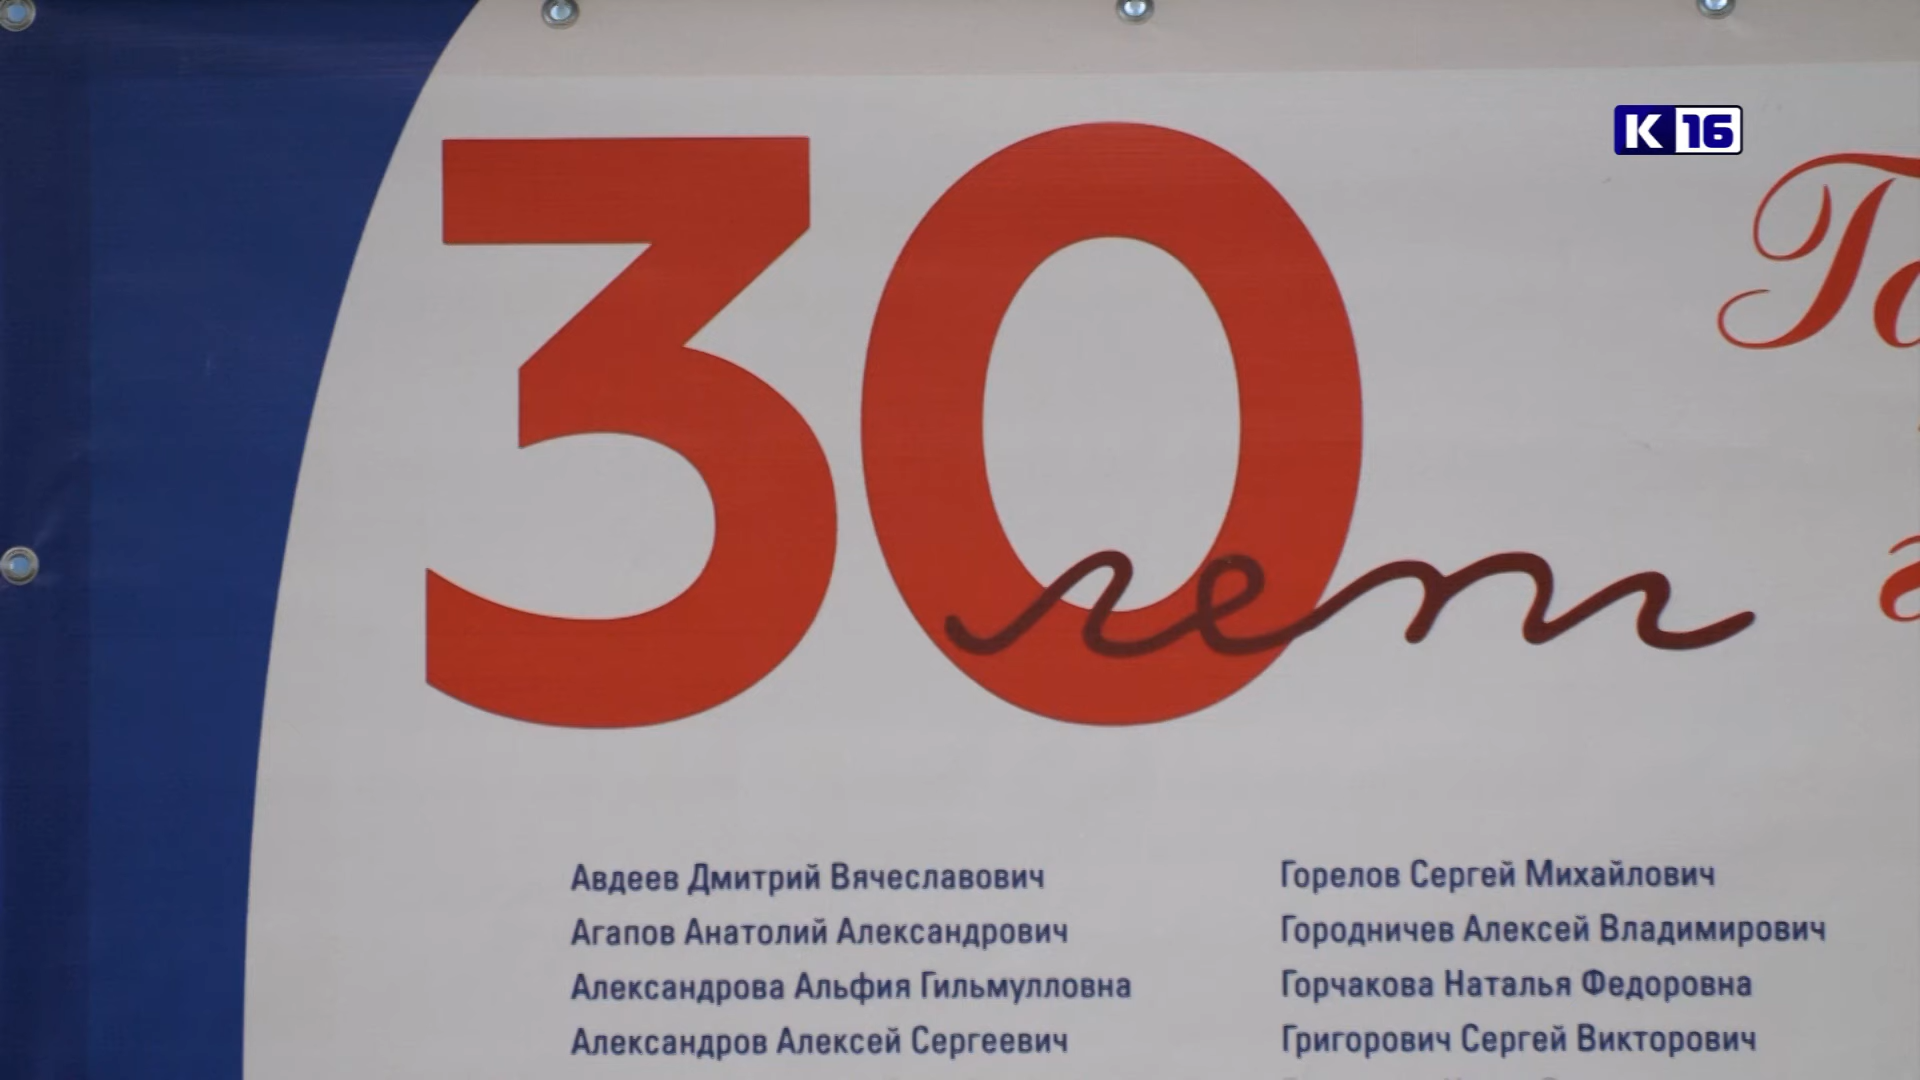 К 16
30
лет
Авдеев Дмитрий Вячеславович
Агапов Анатолий Александрович
Александрова Альфия Гильмулловна
Александров Алексей Сергеевич
Горелов Сергей Михайлович
Городничев Алексей Владимирович
Горчакова Наталья Федоровна
Григорович Сергей Викторович